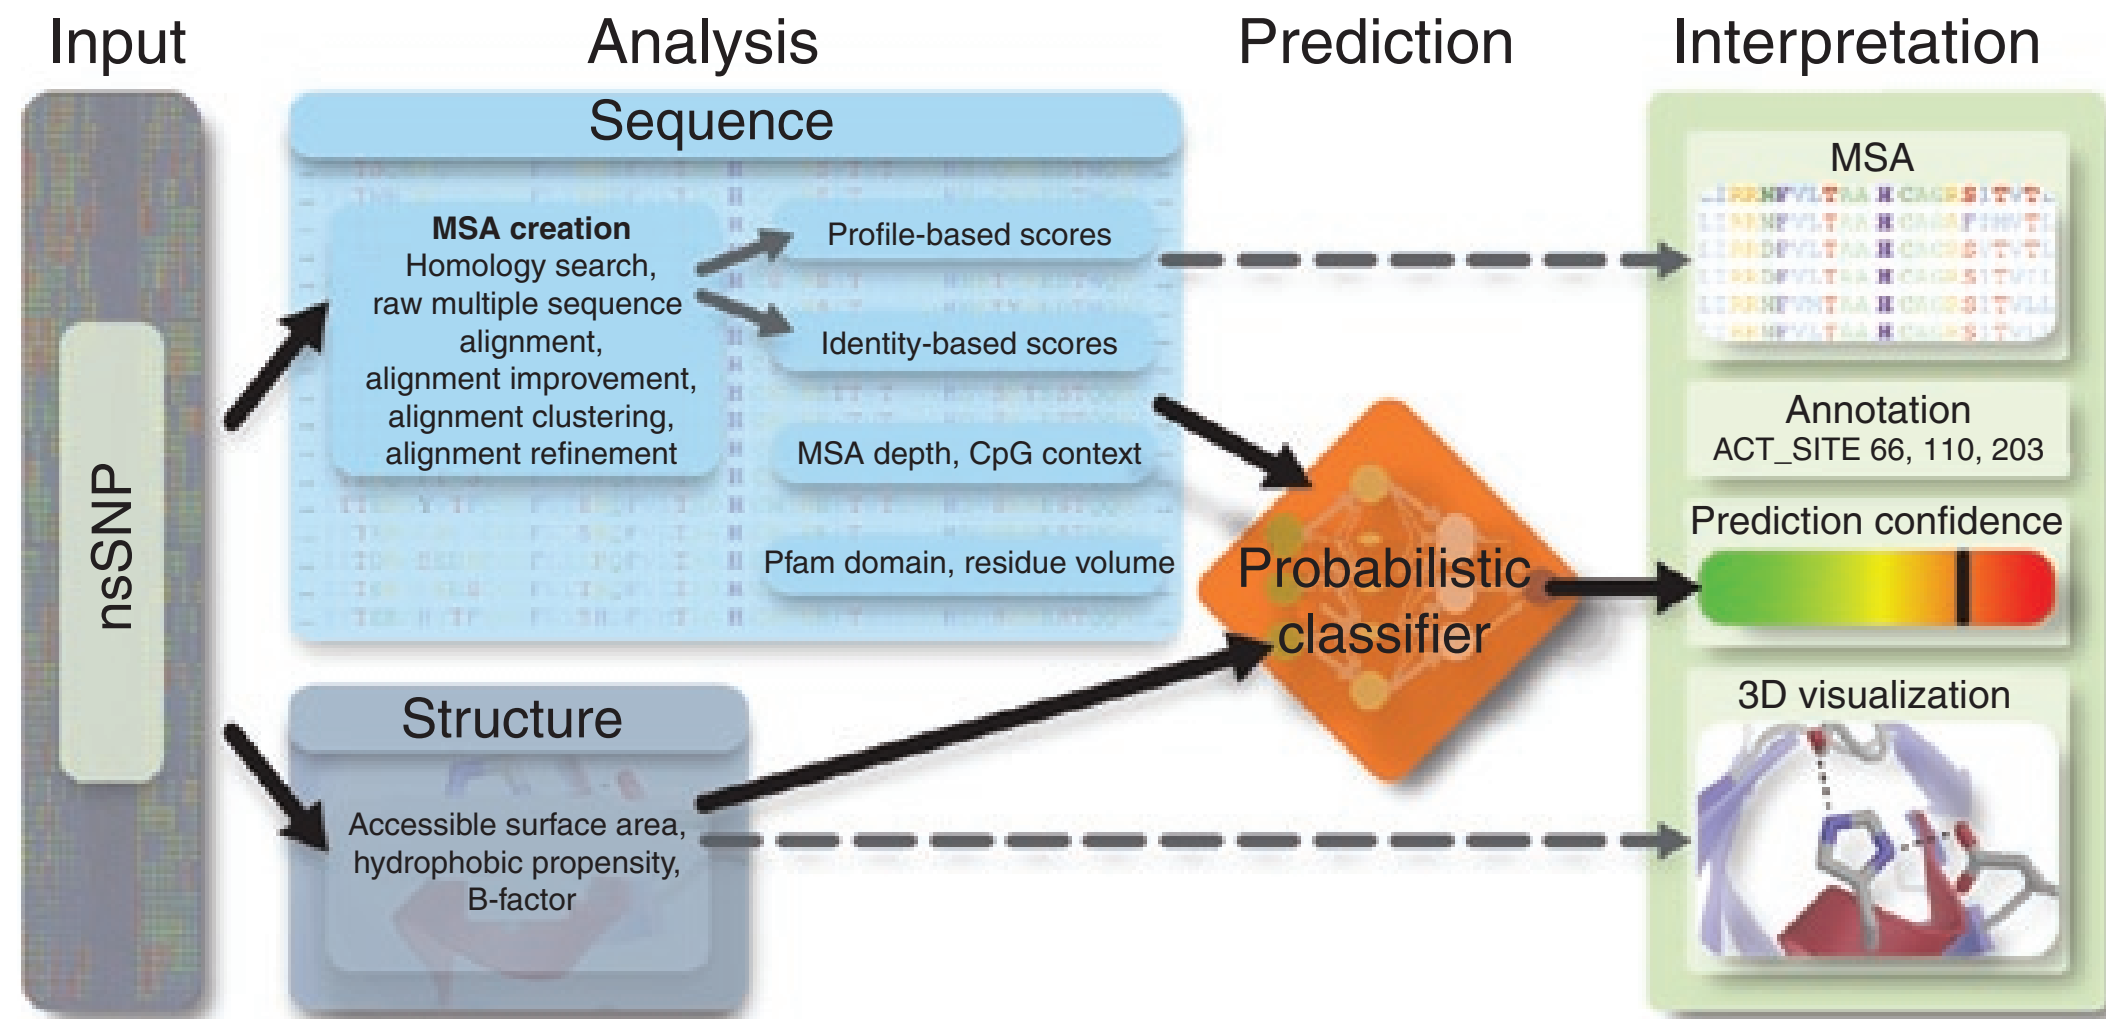 Input
Analysis
Prediction
Interpretation
nsSNP
Sequence
MSA creation
Homology search,
raw multiple sequence
alignment,
alignment improvement,
alignment clustering,
alignment refinement
Profile-based scores
Identity-based scores
MSA depth, CpG context
Pfam domain, residue volume
Structure
Accessible surface area,
hydrophobic propensity,
B-factor
Probabilistic
classifier
MSA
Annotation
ACT_SITE 66, 110, 203
Prediction confidence
3D visualization